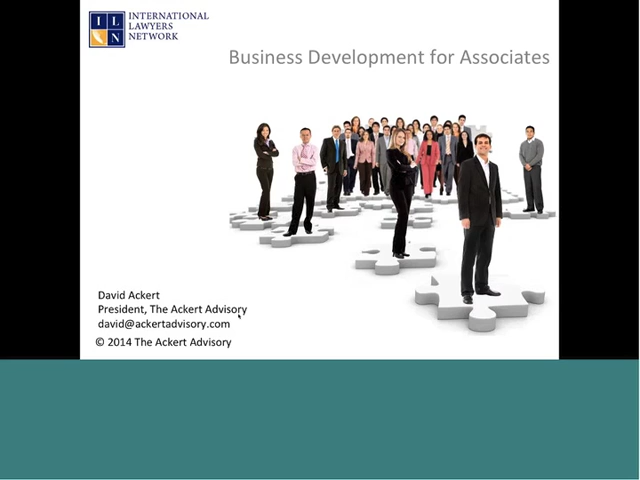 I L N
INTERNATIONAL
LAWYERS
NETWORK
Business Development for Associates
David Ackert
President, The Ackert Advisory
david@ackertadvisory.com
© 2014 The Ackert Advisory